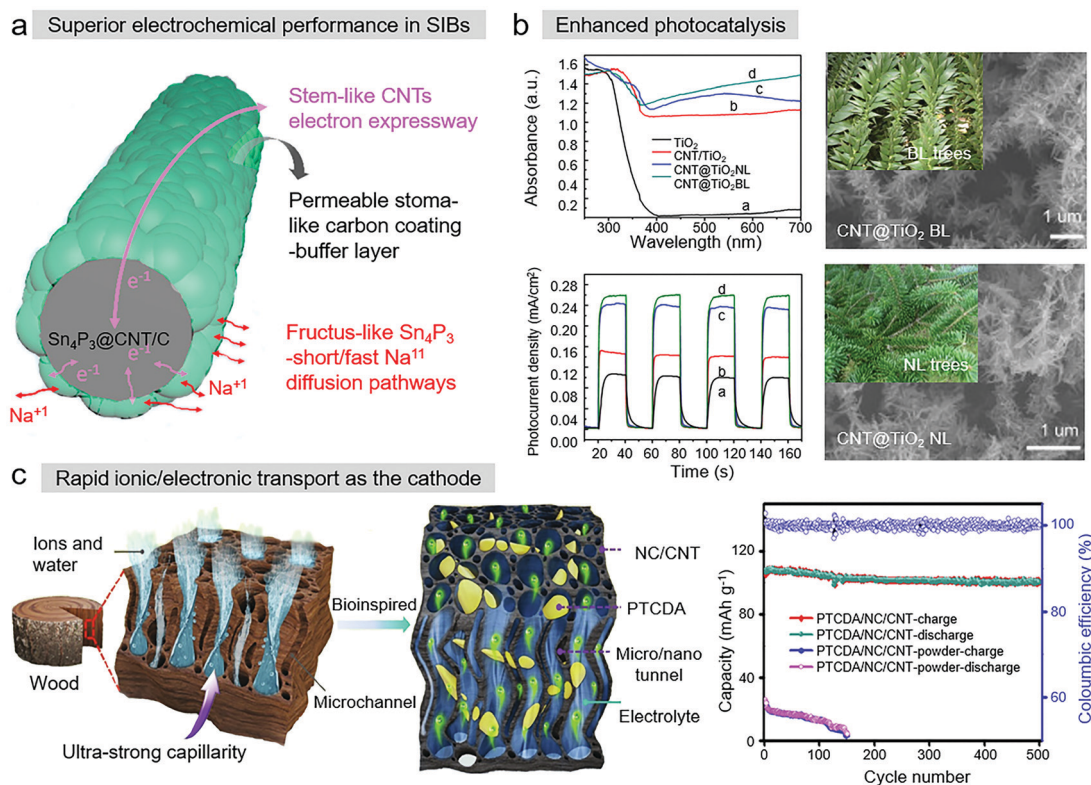 a Superior electrochemical performance in SIBs
Stem-like CNTs
electron expressway
Permeable stoma-
like carbon coating
-buffer layer
e⁻¹
Sn₄P₃@CNT/C
e⁻¹
e⁻¹
Na⁺¹
Na⁺¹
Fructus-like Sn₄P₃
-short/fast Na¹¹
diffusion pathways
b Enhanced photocatalysis
Absorbance (a.u.)
1.6
1.4
1.2
1.0
0.8
0.6
0.4
0.2
d
c
b
a
TiO₂
CNT/TiO₂
CNT@TiO₂NL
CNT@TiO₂BL
300 400 500 600 700
Wavelength (nm)
BL trees
CNT@TiO₂ BL
1 um
Photocurrent density (mA/cm²)
0.28
0.24
0.20
0.16
0.12
0.08
0.04
0.00
d
c
b
a
20 40 60 80 100 120 140 160
Time (s)
NL trees
CNT@TiO₂ NL
1 um
c Rapid ionic/electronic transport as the cathode
Ions and
water
Wood
Microchannel
Ultra-strong capillarity
Bioinspired
NC/CNT
PTCDA
Micro/nano
tunnel
Electrolyte
Capacity (mAh g⁻¹)
120
90
60
30
0
PTCDA/NC/CNT-charge
PTCDA/NC/CNT-discharge
PTCDA/NC/CNT-powder-charge
PTCDA/NC/CNT-powder-discharge
100
80
60
Coloumbic efficiency (%)
0 100 200 300 400 500
Cycle number